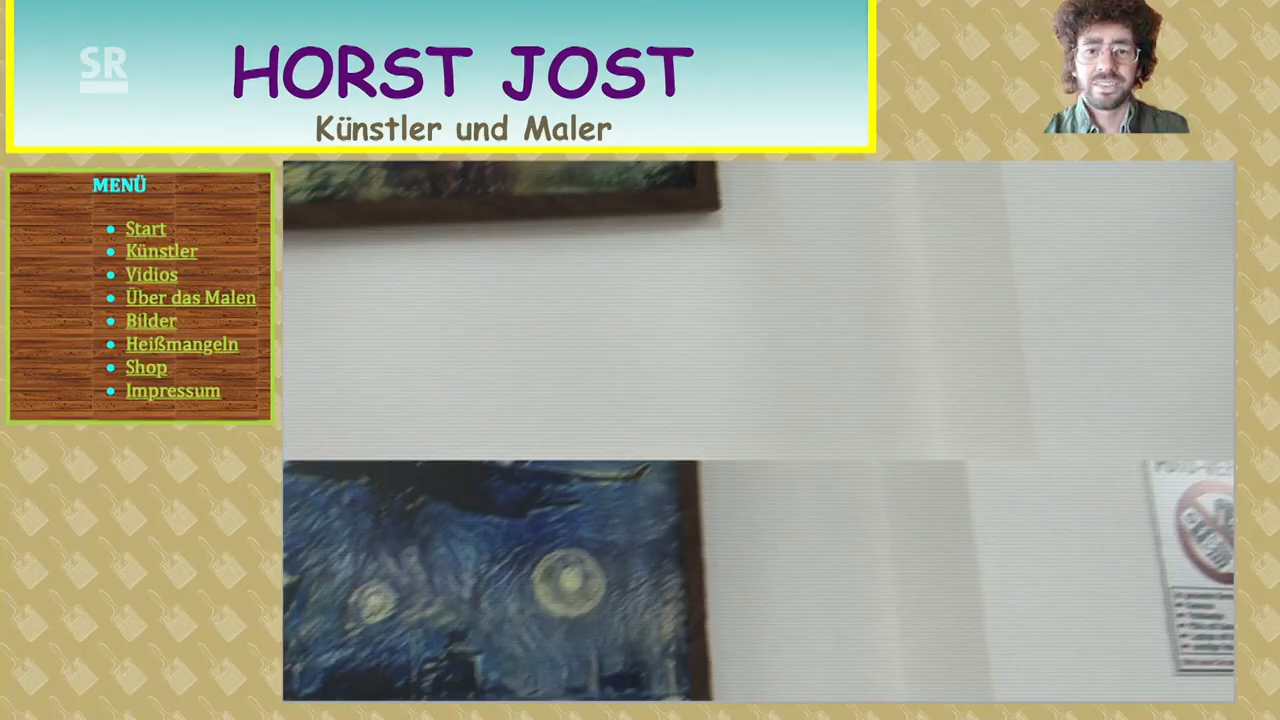 SR
HORST JOST
Künstler und Maler
MENÜ
Start
Künstler
Vidios
Über das Malen
Bilder
Heißmangeln
Shop
Impressum